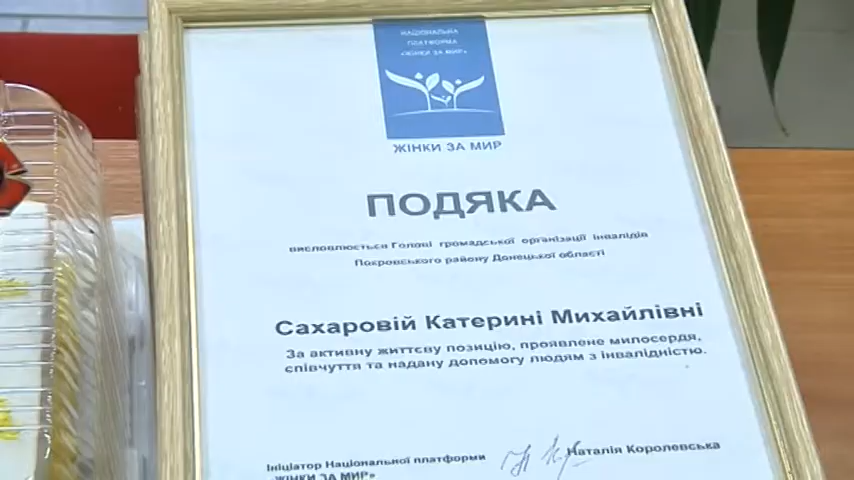 НАЦІОНАЛЬНА
ПЛАТФОРМА
«ЖІНКИ ЗА МИР»
ЖІНКИ ЗА МИР
ПОДЯКА
висловлюється Голові громадської організації інвалідів
Покровського району Донецької області
Сахаровій Катерині Михайлівні
За активну життєву позицію, проявлене милосердя,
співчуття та надану допомогу людям з інвалідністю.
Ініціатор Національної платформи
«ЖІНКИ ЗА МИР»
Наталія Королевська